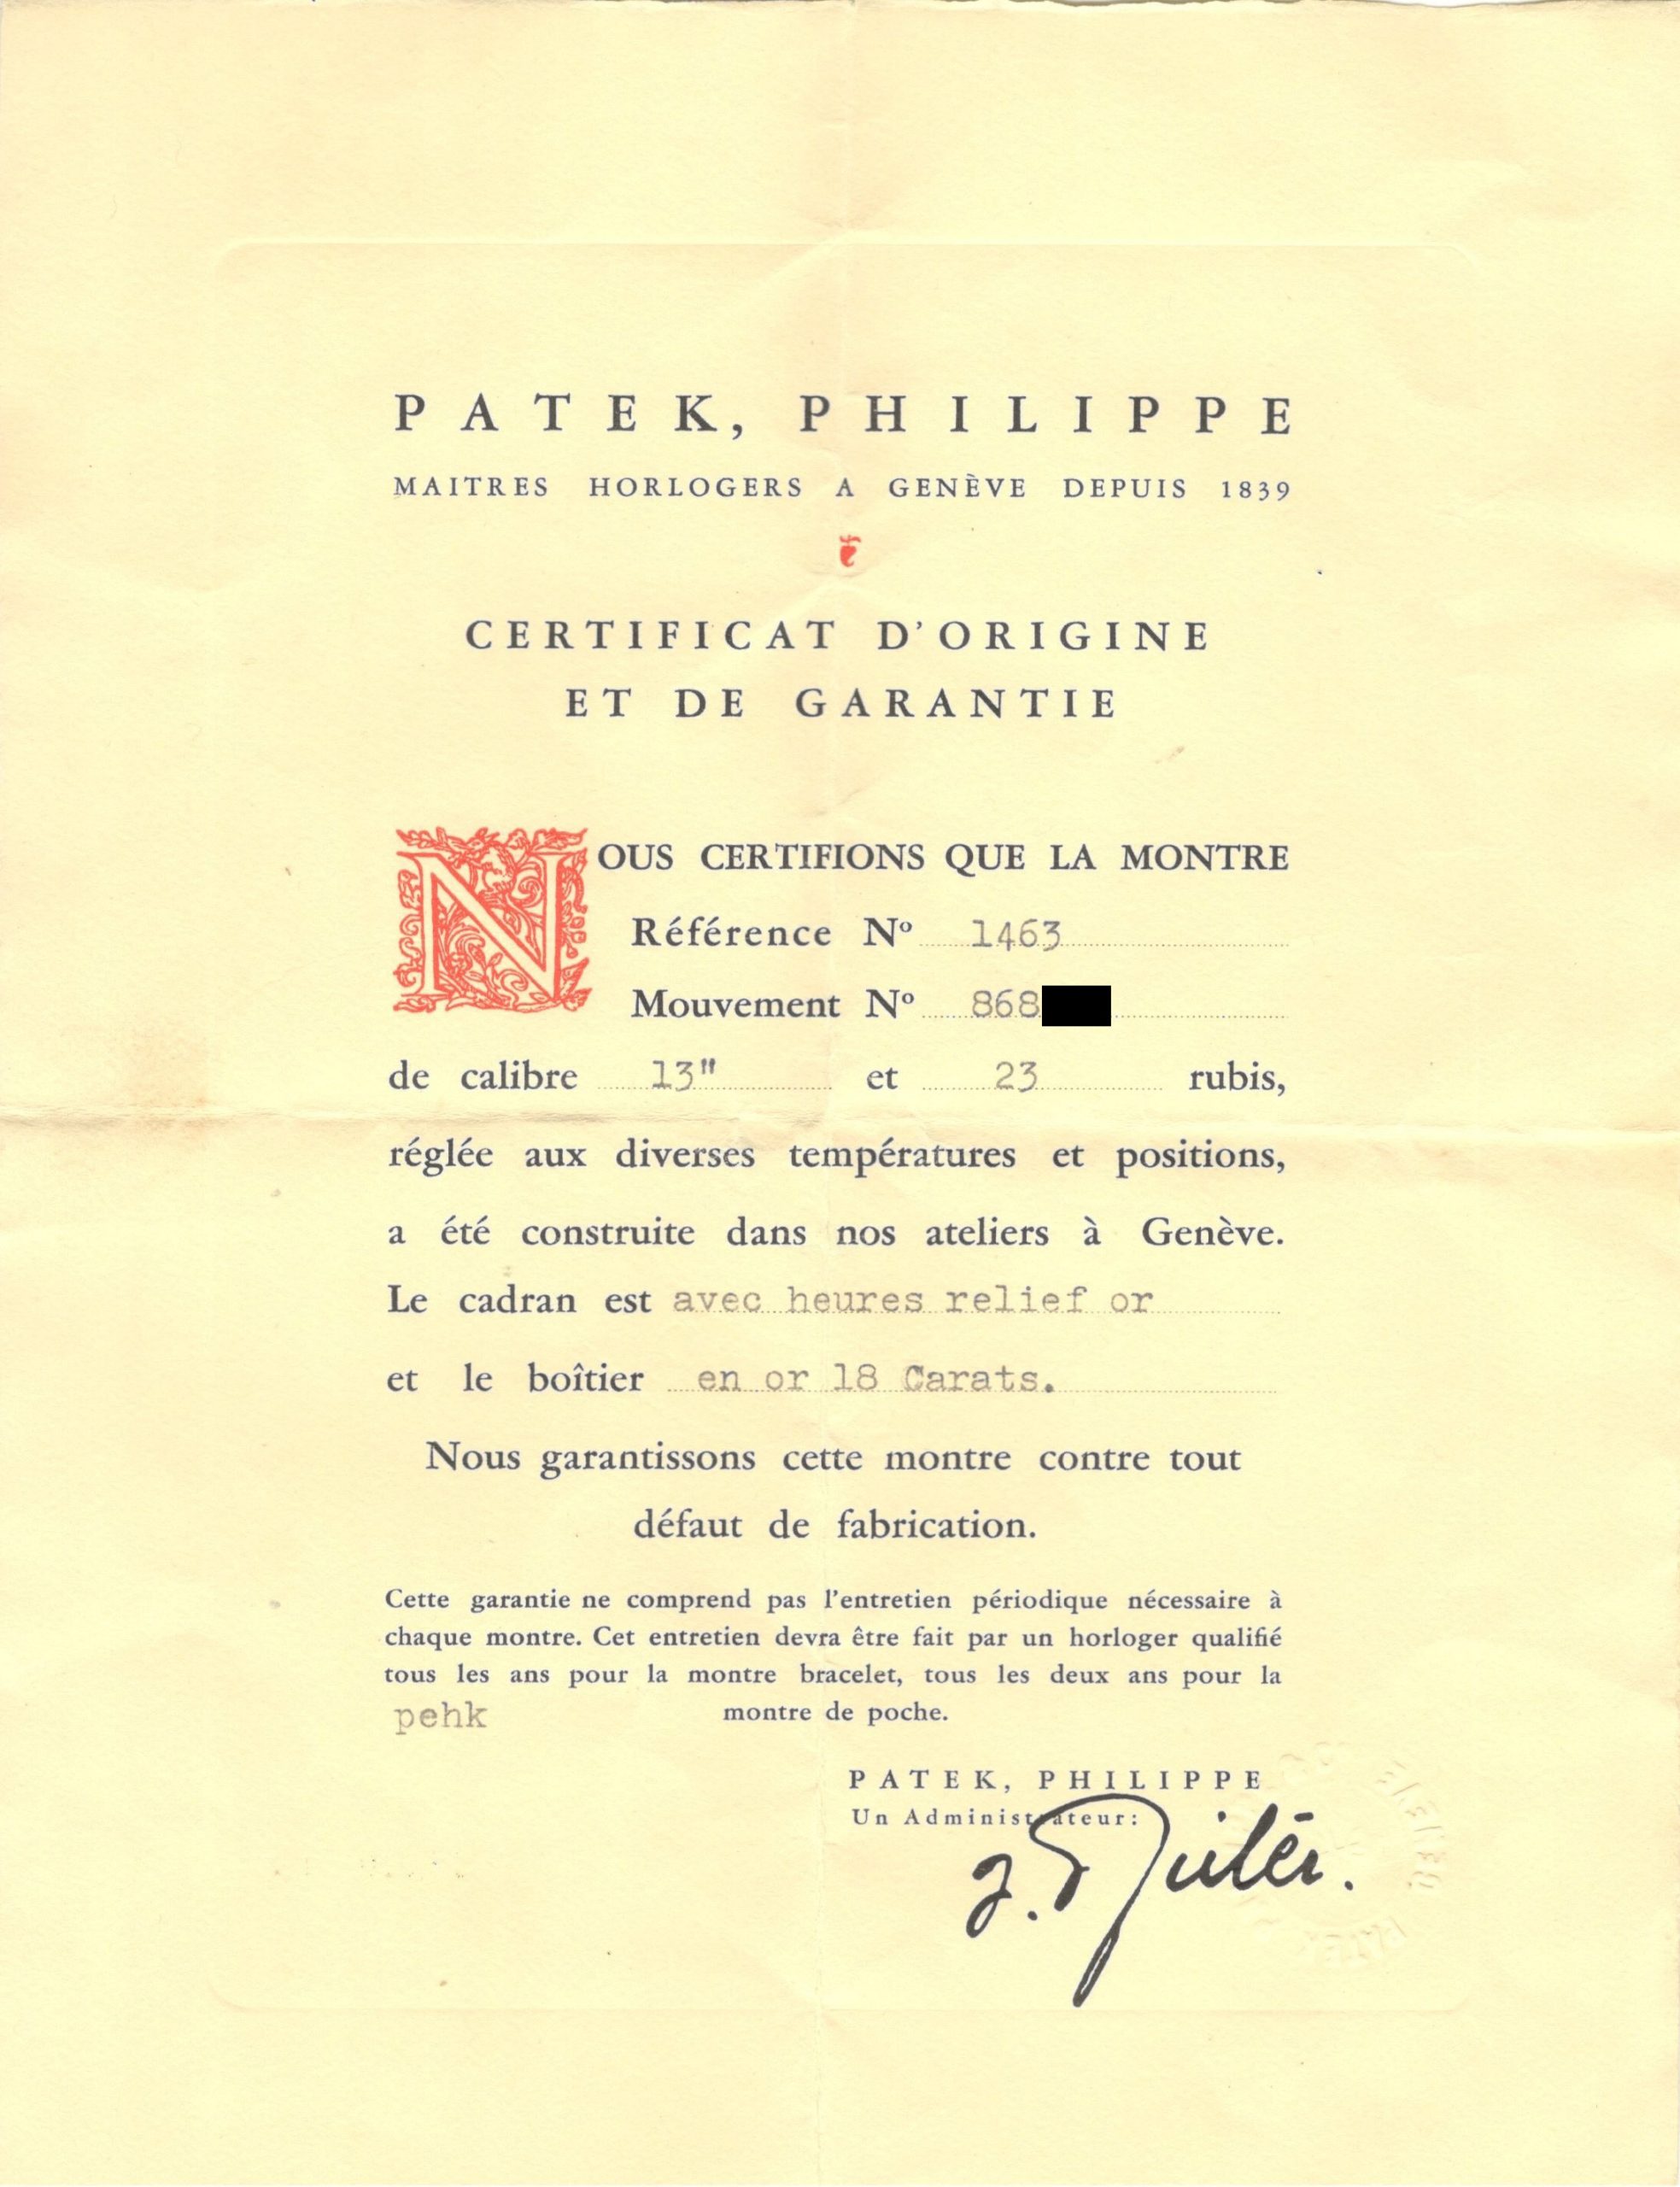 PATEK, PHILIPPE
MAITRES HORLOGERS A GENÈVE DEPUIS 1839
CERTIFICAT D'ORIGINE
ET DE GARANTIE
NOUS CERTIFIONS QUE LA MONTRE
Référence Nº 1463
Mouvement Nº 868
de calibre 13" et 23 rubis,
réglée aux diverses températures et positions,
a été construite dans nos ateliers à Genève.
Le cadran est avec heures relief or
et le boîtier en or 18 Carats.
Nous garantissons cette montre contre tout
défaut de fabrication.
Cette garantie ne comprend pas l'entretien périodique nécessaire à
chaque montre. Cet entretien devra être fait par un horloger qualifié
tous les ans pour la montre bracelet, tous les deux ans pour la
montre de poche.
pehk
PATEK, PHILIPPE
Un Administrateur: